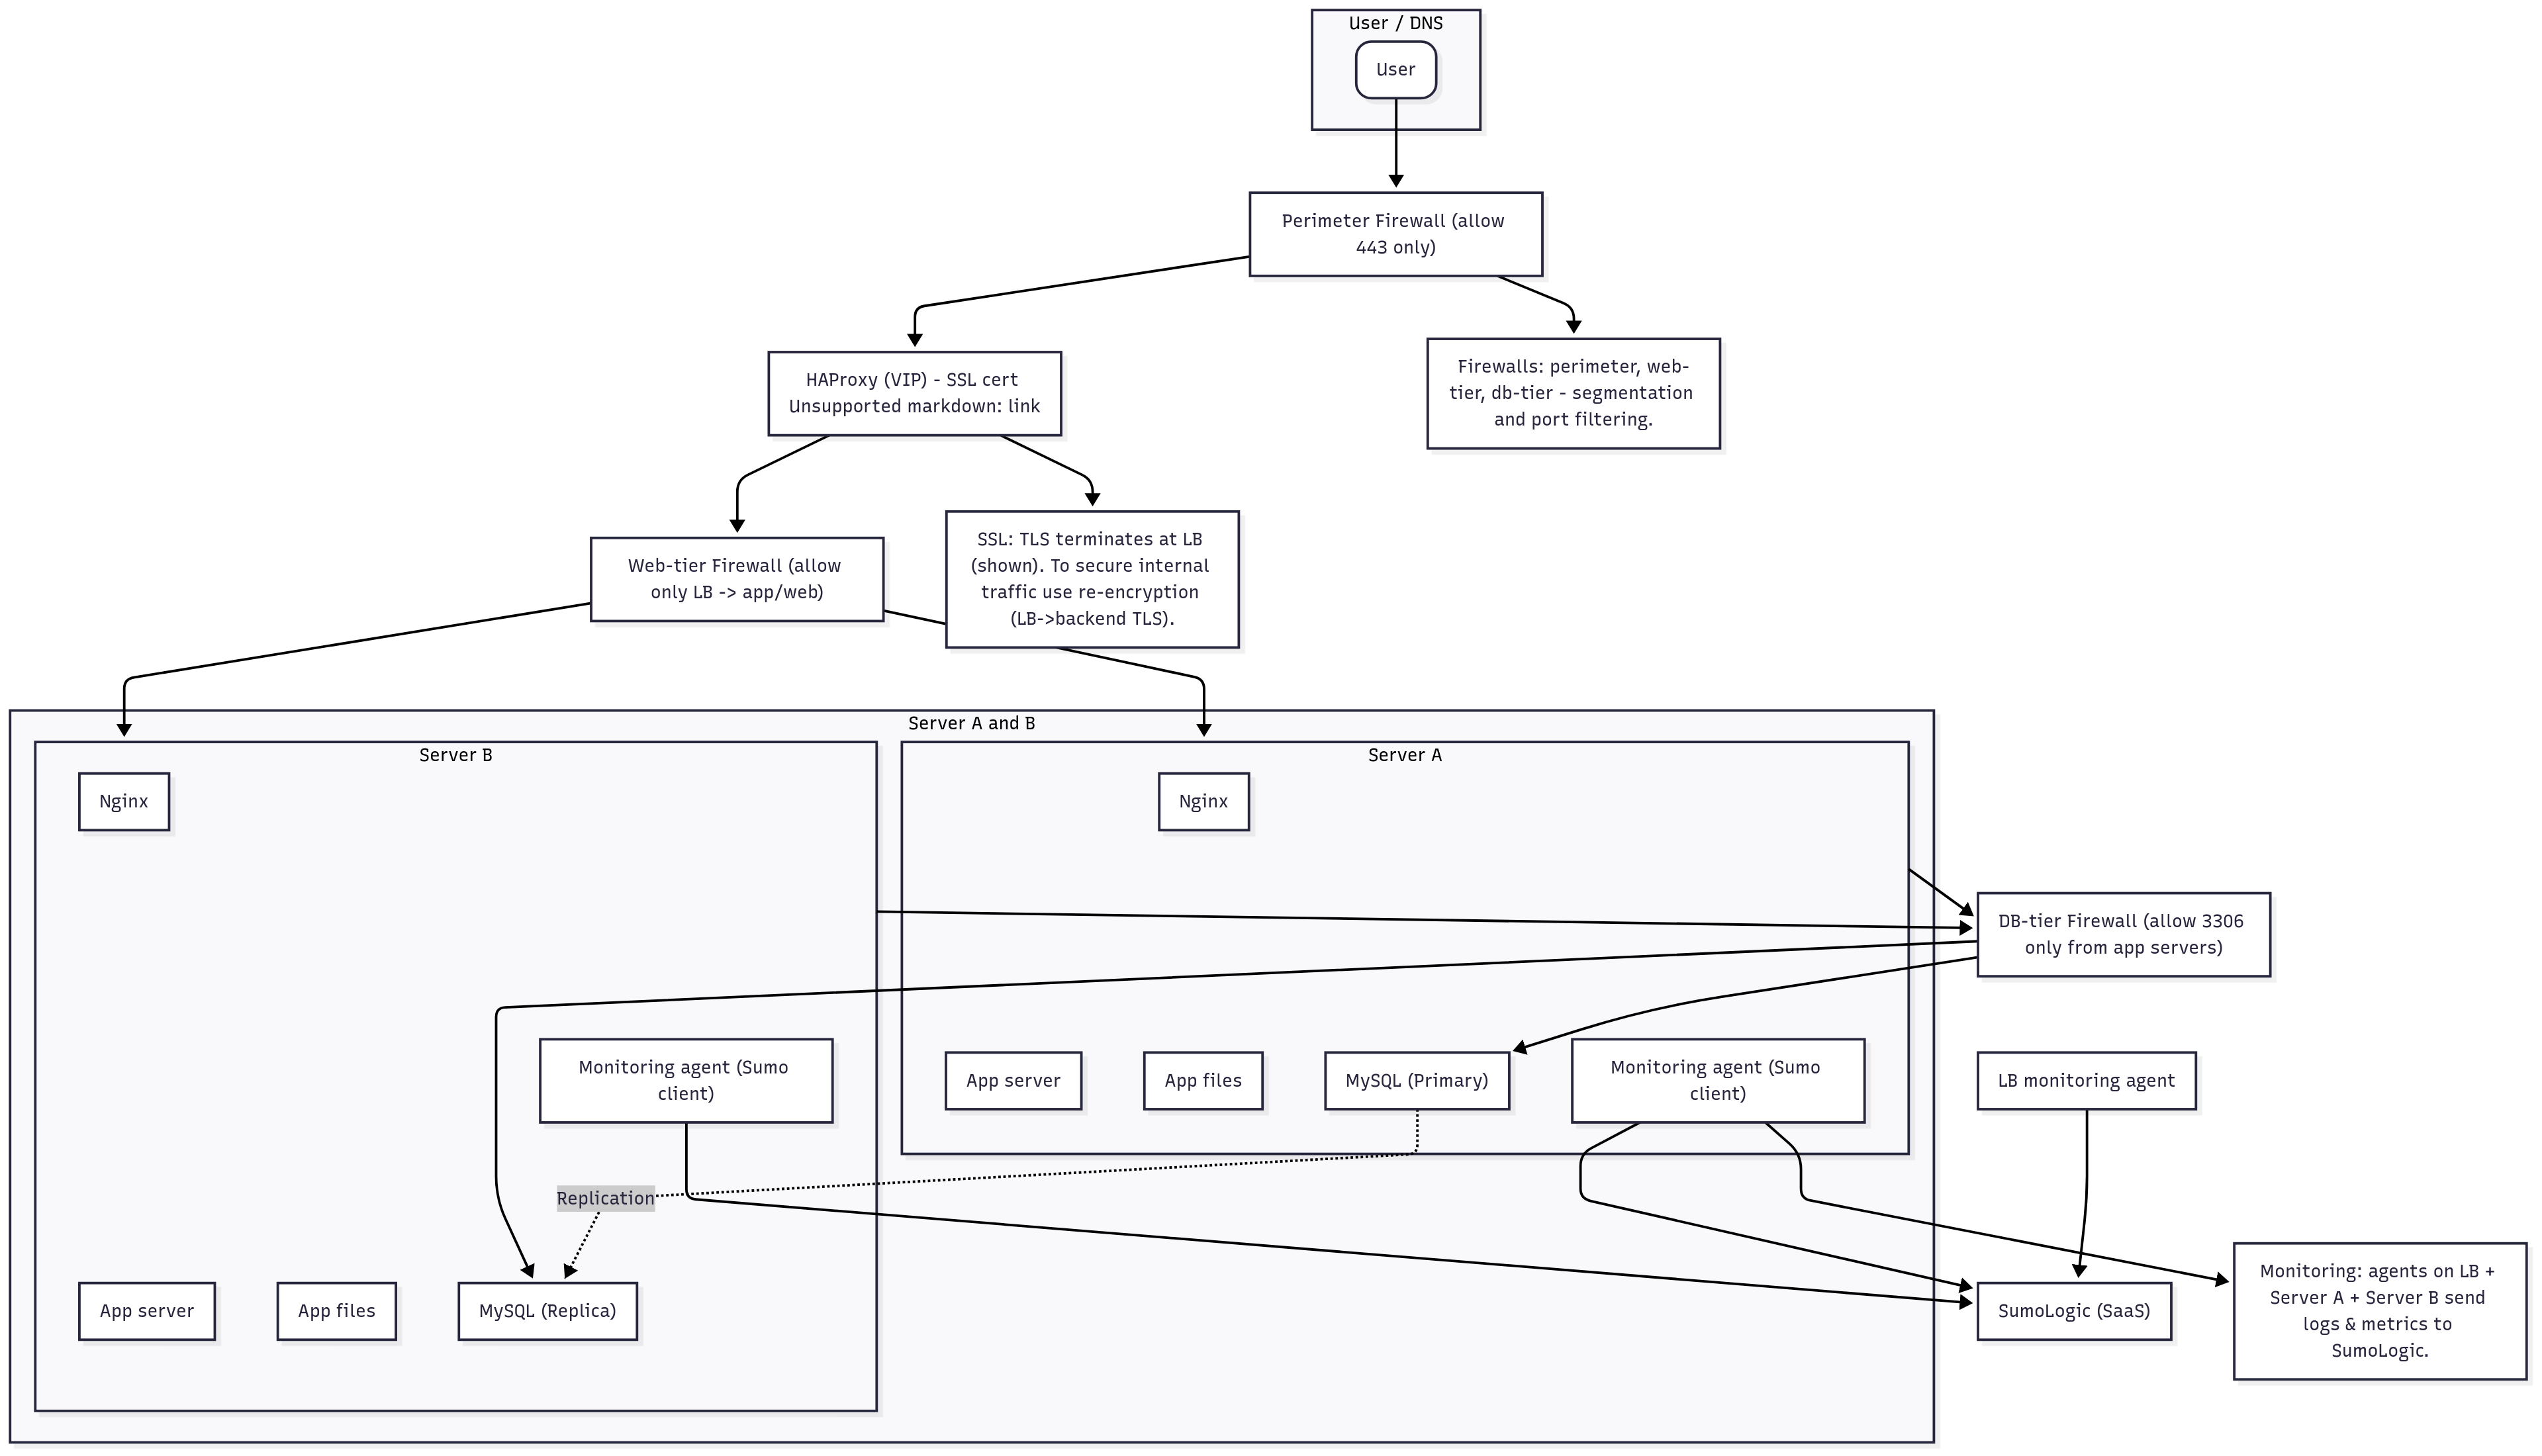 User / DNS
User
Perimeter Firewall (allow
443 only)
HAProxy (VIP) - SSL cert
Unsupported markdown: link
Firewalls: perimeter, web-
tier, db-tier - segmentation
and port filtering.
Web-tier Firewall (allow
only LB -> app/web)
SSL: TLS terminates at LB
(shown). To secure internal
traffic use re-encryption
(LB->backend TLS).
Server A and B
Server B
Nginx
Server A
Nginx
DB-tier Firewall (allow 3306
only from app servers)
Monitoring agent (Sumo
client)
App server
App files
MySQL (Primary)
Monitoring agent (Sumo
client)
LB monitoring agent
Replication
App server
App files
MySQL (Replica)
SumoLogic (SaaS)
Monitoring: agents on LB +
Server A + Server B send
logs & metrics to
SumoLogic.